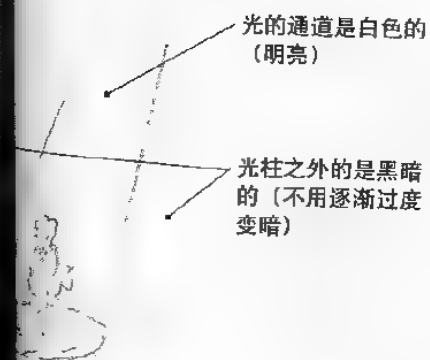 光的通道是白色的
（明亮）
光柱之外的是黑暗
的（不用逐渐过度
变暗）